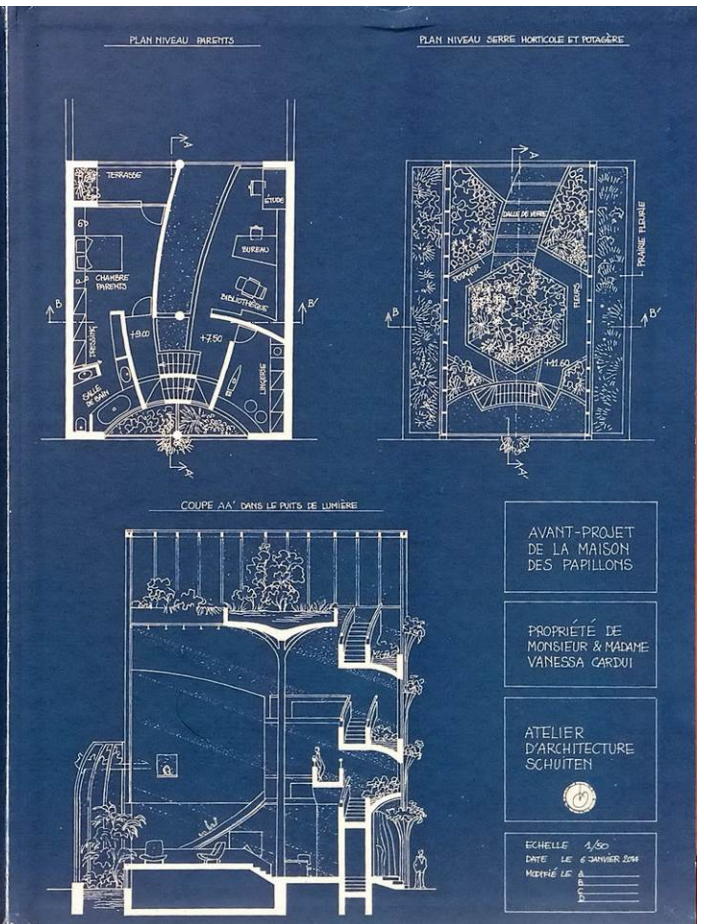 PLAN NIVEAU PARENTS
A
TERRASSE
ETUDE
BUREAU
BIBLIOTHÈQUE
CHAMBRE
PARENTS
B
B'
+9.00
+7.50
DRESSING
SALLE
DE BAIN
LINGERIE
A'
PLAN NIVEAU SERRE HORTICOLE ET POTAGÈRE
A
DALLE DE VERRE
PRAIRIE FLEURIE
POTAGER
FLEURS
B
B'
+11.60
A'
COUPE AA' DANS LE PUITS DE LUMIÈRE
AVANT-PROJET
DE LA MAISON
DES PAPILLONS
PROPRIÉTÉ DE
MONSIEUR & MADAME
VANESSA CARDUI
ATELIER
D'ARCHITECTURE
SCHUITEN
ECHELLE 1/50
DATE LE 6 JANVIER
MODIFIÉ LE A
B
C
D